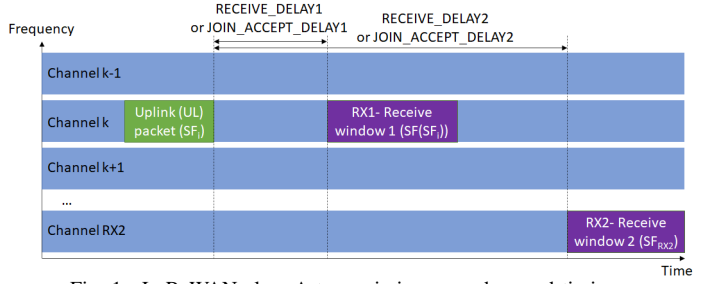 RECEIVE_DELAY1
or JOIN_ACCEPT_DELAY1
RECEIVE_DELAY2
or JOIN_ACCEPT_DELAY2
Frequency
Channel k-1
Channel k
Uplink (UL)
packet (SFi)
RX1- Receive
window 1 (SF(SFi))
Channel k+1
...
Channel RX2
RX2- Receive
window 2 (SFRX2)
Time